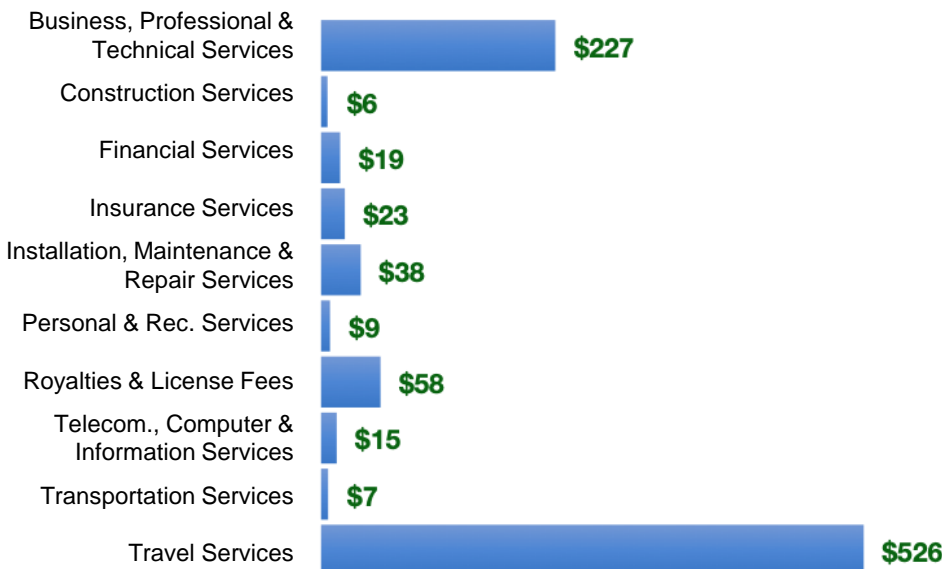 Business, Professional &
Technical Services
$227
Construction Services
$6
Financial Services
$19
Insurance Services
$23
Installation, Maintenance &
Repair Services
$38
Personal & Rec. Services
$9
Royalties & License Fees
$58
Telecom., Computer &
Information Services
$15
Transportation Services
$7
Travel Services
$526